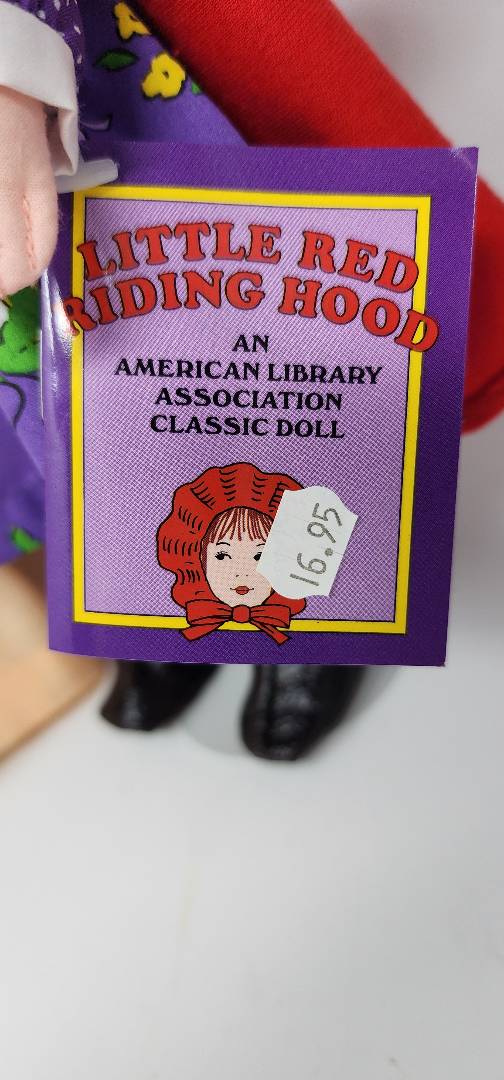 LITTLE RED
RIDING HOOD
AN
AMERICAN LIBRARY
ASSOCIATION
CLASSIC DOLL
16.95